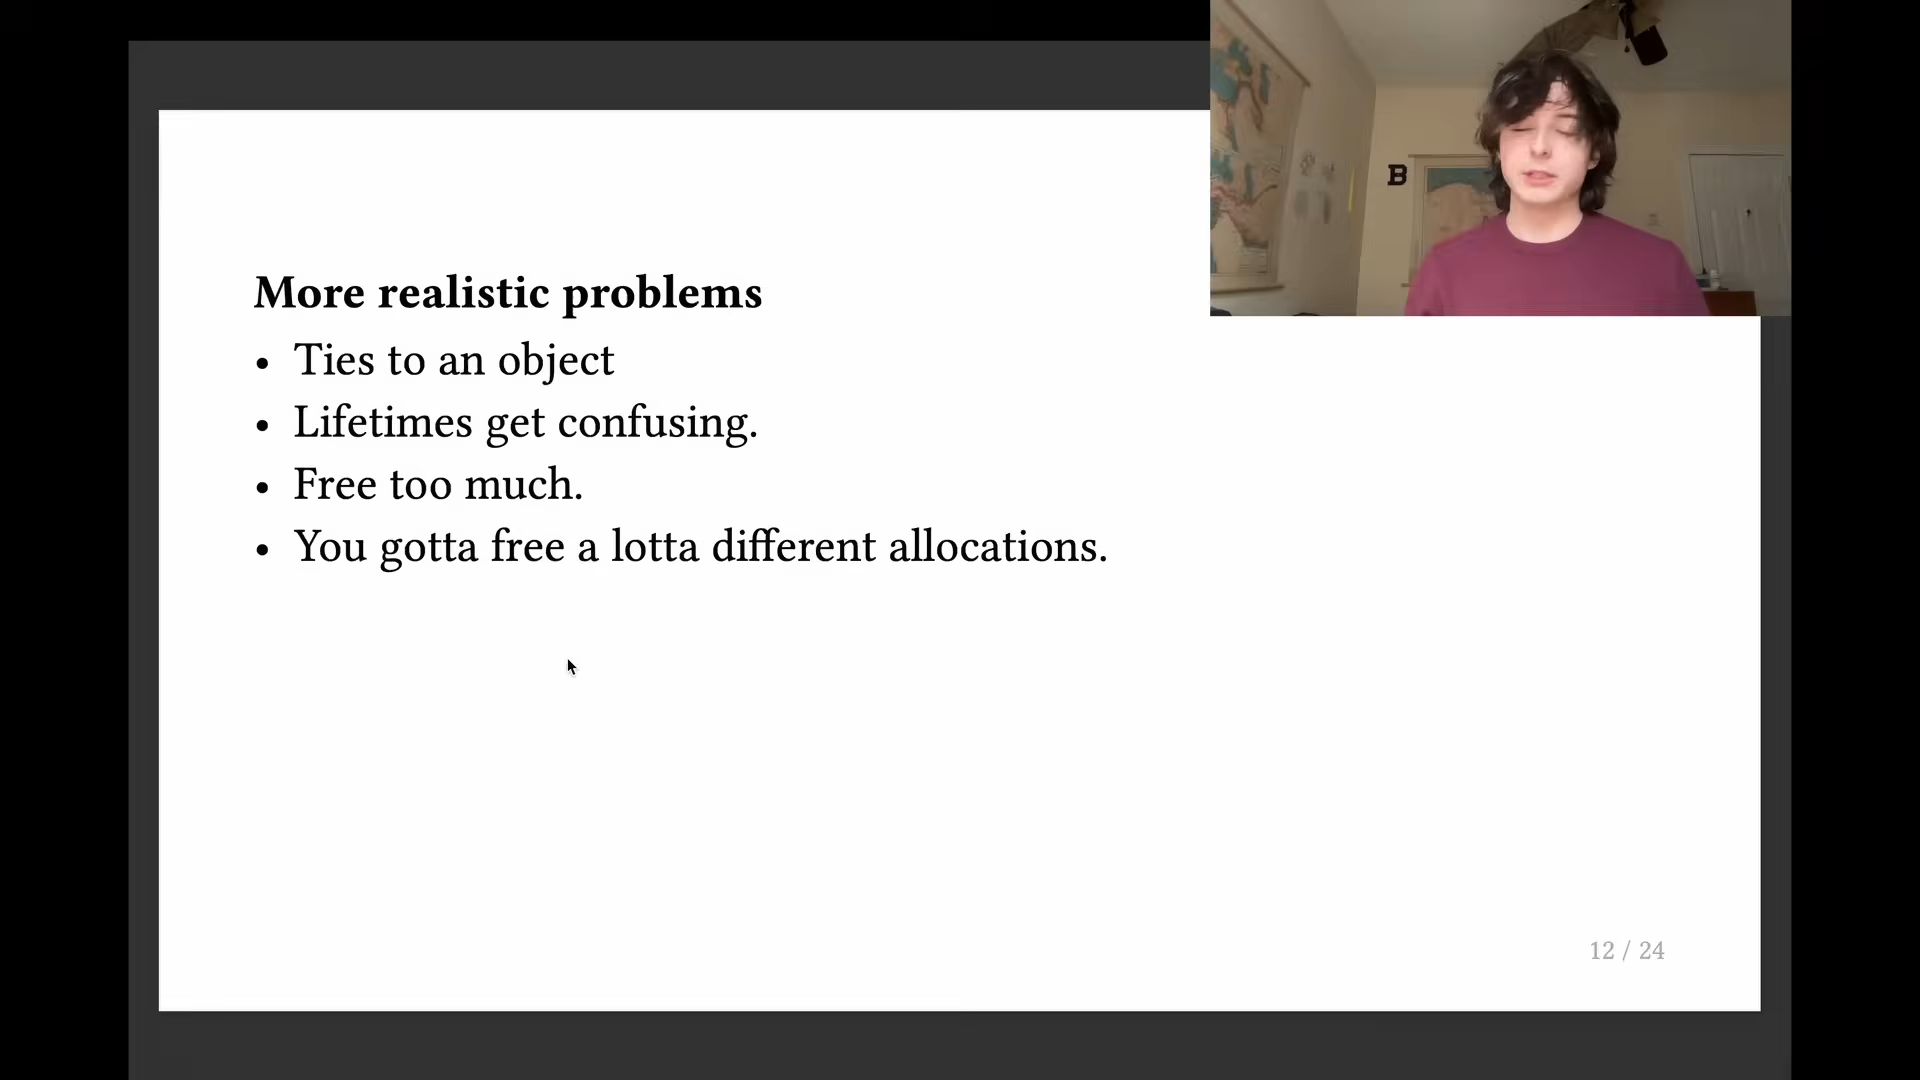 B
More realistic problems
• Ties to an object
• Lifetimes get confusing.
• Free too much.
• You gotta free a lotta different allocations.
12 / 24